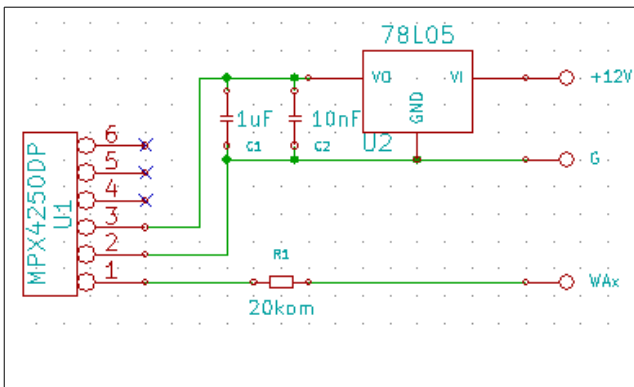 78L05
VO
VI
GND
U2
+12V
1uF
C1
10nF
C2
G
MPX4250DP
U1
6
5
4
3
2
1
R1
20kom
WAx